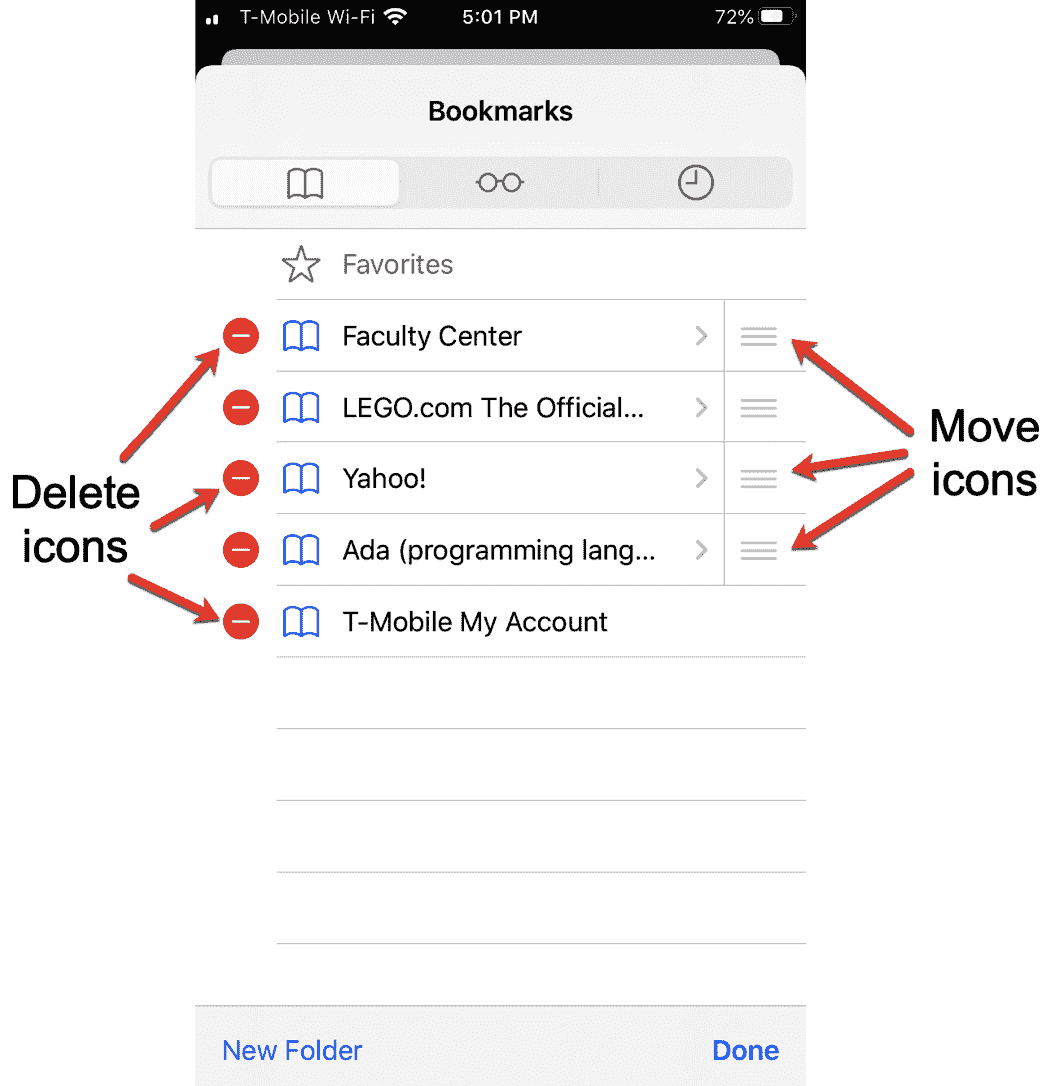 T-Mobile Wi-Fi 5:01 PM 72%
Bookmarks
Favorites
Faculty Center
LEGO.com The Official...
Yahoo!
Ada (programming lang...
T-Mobile My Account
Delete
icons
Move
icons
New Folder Done